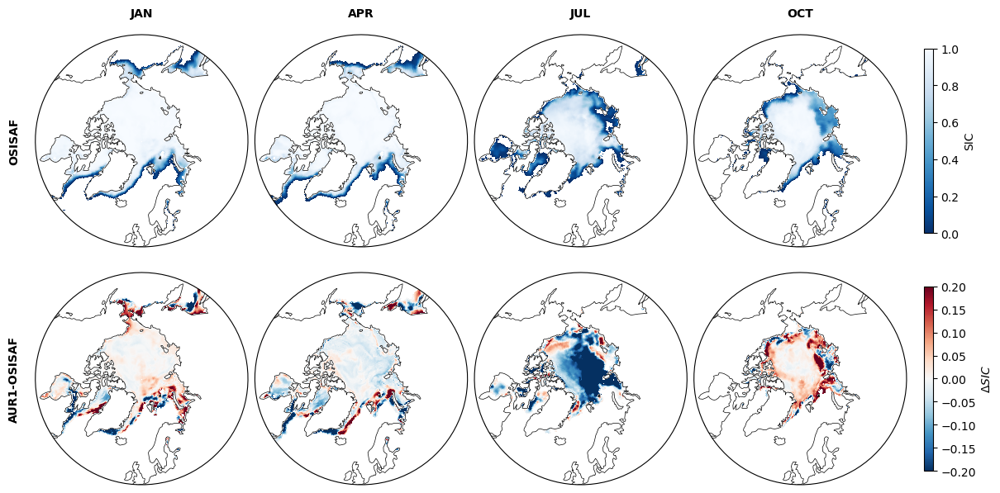 JAN
APR
JUL
OCT
OSISAF
1.0
0.8
0.6
0.4
0.2
0.0
SIC
AUR1-OSISAF
0.20
0.15
0.10
0.05
0.00
−0.05
−0.10
−0.15
−0.20
ΔSIC